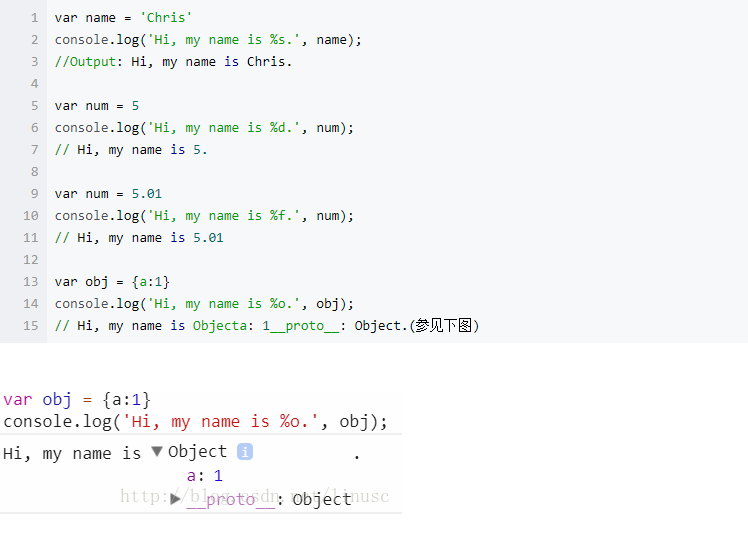 1 var name = 'Chris'
2 console.log('Hi, my name is %s.', name);
3 //Output: Hi, my name is Chris.
4
5 var num = 5
6 console.log('Hi, my name is %d.', num);
7 // Hi, my name is 5.
8
9 var num = 5.01
10 console.log('Hi, my name is %f.', num);
11 // Hi, my name is 5.01
12
13 var obj = {a:1}
14 console.log('Hi, my name is %o.', obj);
15 // Hi, my name is Objecta: 1__proto__: Object.(参见下图)
var obj = {a:1}
console.log('Hi, my name is %o.', obj);
Hi, my name is ▼Object i .
a: 1
▶__proto__: Object
http://blog.csdn.net/linusc